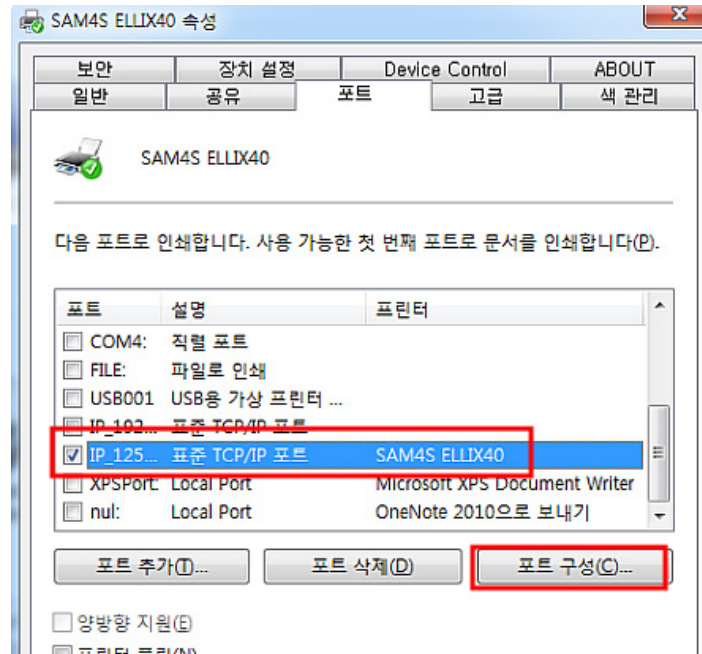 SAM4S ELLIX40 속성
보안 장치 설정 Device Control ABOUT
일반 공유 포트 고급 색 관리
SAM4S ELLIX40
다음 포트로 인쇄합니다. 사용 가능한 첫 번째 포트로 문서를 인쇄합니다(P).
포트 설명 프린터
COM4: 직렬 포트
FILE: 파일로 인쇄
USB001 USB용 가상 프린터 ...
IP_192... 표준 TCP/IP 포트
IP_125... 표준 TCP/IP 포트 SAM4S ELLIX40
XPSPort: Local Port Microsoft XPS Document Writer
nul: Local Port OneNote 2010으로 보내기
포트 추가(T)... 포트 삭제(D) 포트 구성(C)...
양방향 지원(E)
프린터 풀링(N)